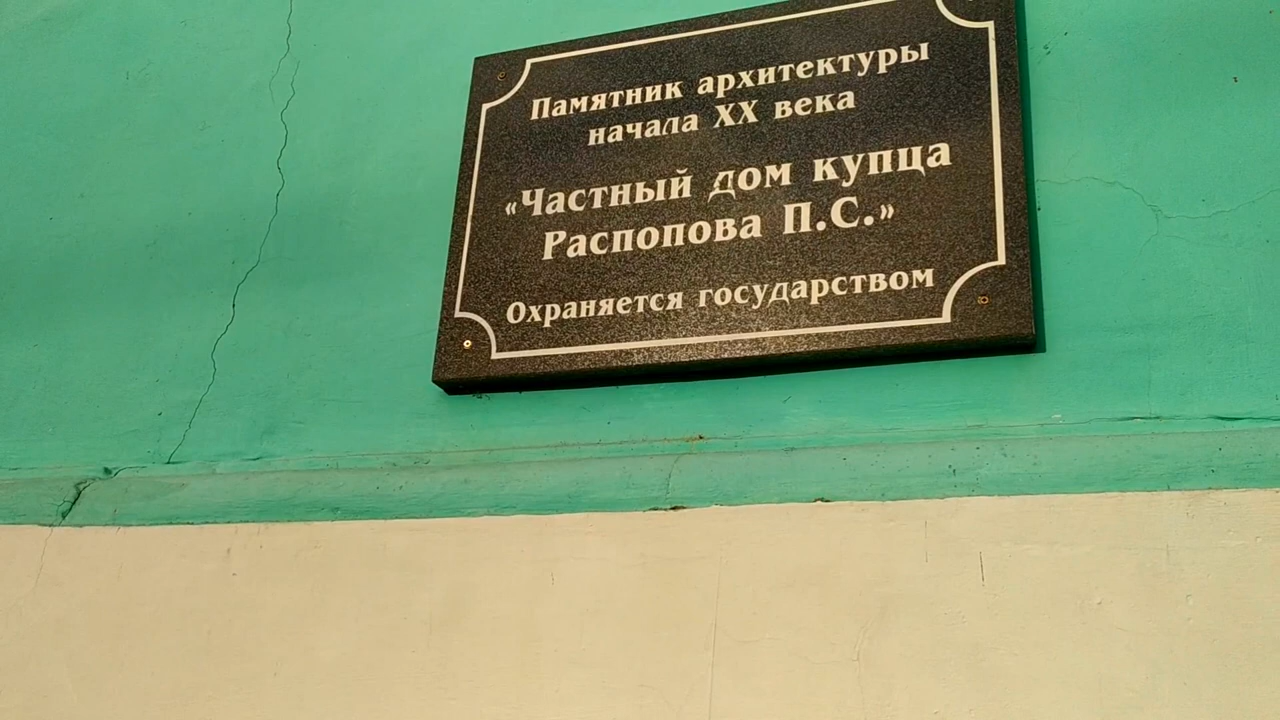 Памятник архитектуры
начала XX века
«Частный дом купца
Распопова П.С.»
Охраняется государством